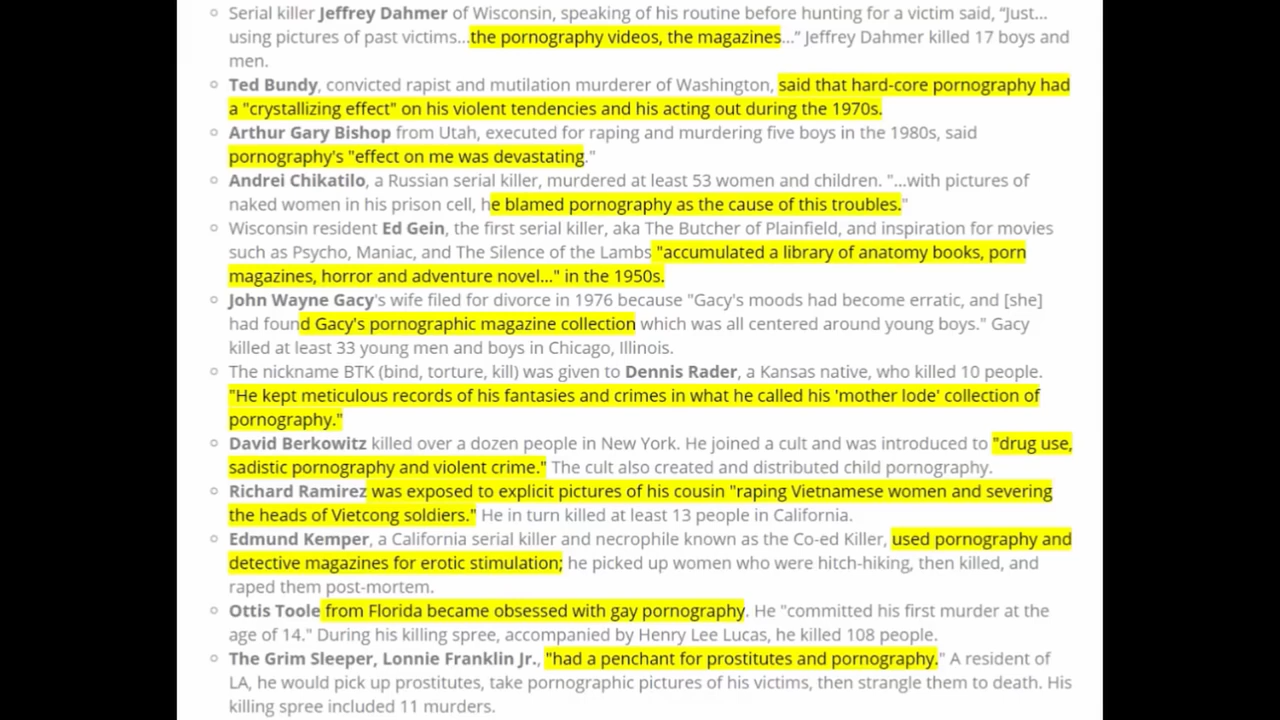 Serial killer Jeffrey Dahmer of Wisconsin, speaking of his routine before hunting for a victim said, “Just...
using pictures of past victims...the pornography videos, the magazines...” Jeffrey Dahmer killed 17 boys and
men.
Ted Bundy, convicted rapist and mutilation murderer of Washington, said that hard-core pornography had
a "crystallizing effect" on his violent tendencies and his acting out during the 1970s.
Arthur Gary Bishop from Utah, executed for raping and murdering five boys in the 1980s, said
pornography's "effect on me was devastating."
Andrei Chikatilo, a Russian serial killer, murdered at least 53 women and children. "...with pictures of
naked women in his prison cell, he blamed pornography as the cause of this troubles."
Wisconsin resident Ed Gein, the first serial killer, aka The Butcher of Plainfield, and inspiration for movies
such as Psycho, Maniac, and The Silence of the Lambs "accumulated a library of anatomy books, porn
magazines, horror and adventure novel..." in the 1950s.
John Wayne Gacy's wife filed for divorce in 1976 because "Gacy's moods had become erratic, and [she]
had found Gacy's pornographic magazine collection which was all centered around young boys." Gacy
killed at least 33 young men and boys in Chicago, Illinois.
The nickname BTK (bind, torture, kill) was given to Dennis Rader, a Kansas native, who killed 10 people.
"He kept meticulous records of his fantasies and crimes in what he called his 'mother lode' collection of
pornography."
David Berkowitz killed over a dozen people in New York. He joined a cult and was introduced to "drug use,
sadistic pornography and violent crime." The cult also created and distributed child pornography.
Richard Ramirez was exposed to explicit pictures of his cousin "raping Vietnamese women and severing
the heads of Vietcong soldiers." He in turn killed at least 13 people in California.
Edmund Kemper, a California serial killer and necrophile known as the Co-ed Killer, used pornography and
detective magazines for erotic stimulation; he picked up women who were hitch-hiking, then killed, and
raped them post-mortem.
Ottis Toole from Florida became obsessed with gay pornography. He "committed his first murder at the
age of 14." During his killing spree, accompanied by Henry Lee Lucas, he killed 108 people.
The Grim Sleeper, Lonnie Franklin Jr., "had a penchant for prostitutes and pornography." A resident of
LA, he would pick up prostitutes, take pornographic pictures of his victims, then strangle them to death. His
killing spree included 11 murders.